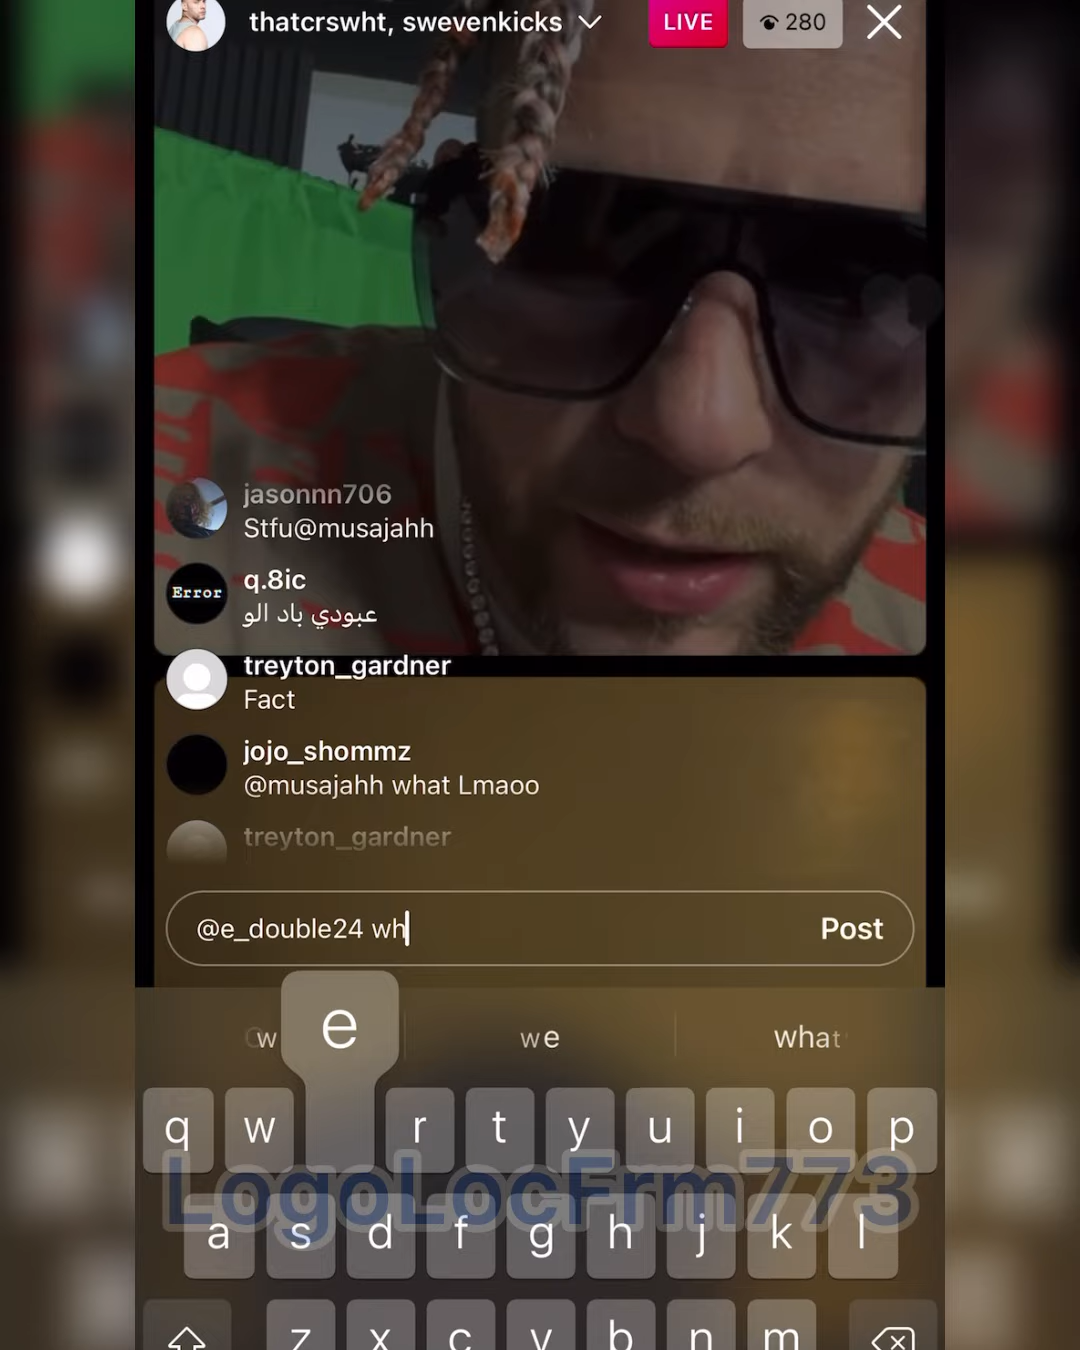 thatcrswht, swevenkicks
LIVE
280
jasonnn706
Stfu@musajahh
q.8ic
Error
عبودي باد الو
treyton_gardner
Fact
jojo_shommz
@musajahh what Lmaoo
treyton_gardner
@e_double24 wh
Post
w
e
we
what
q w r t y u i o p
LogoLocFrm773
a s d f g h j k l
z x c v b n m